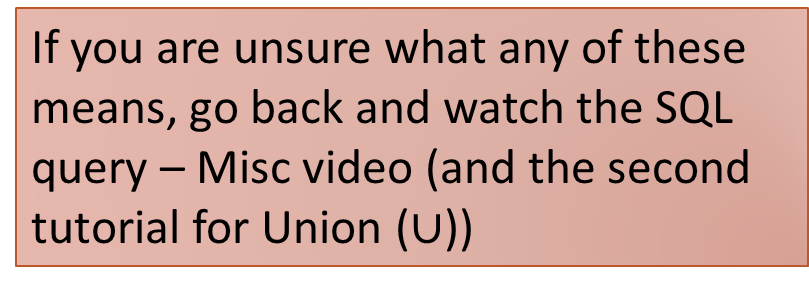 If you are unsure what any of these
means, go back and watch the SQL
query – Misc video (and the second
tutorial for Union (∪))